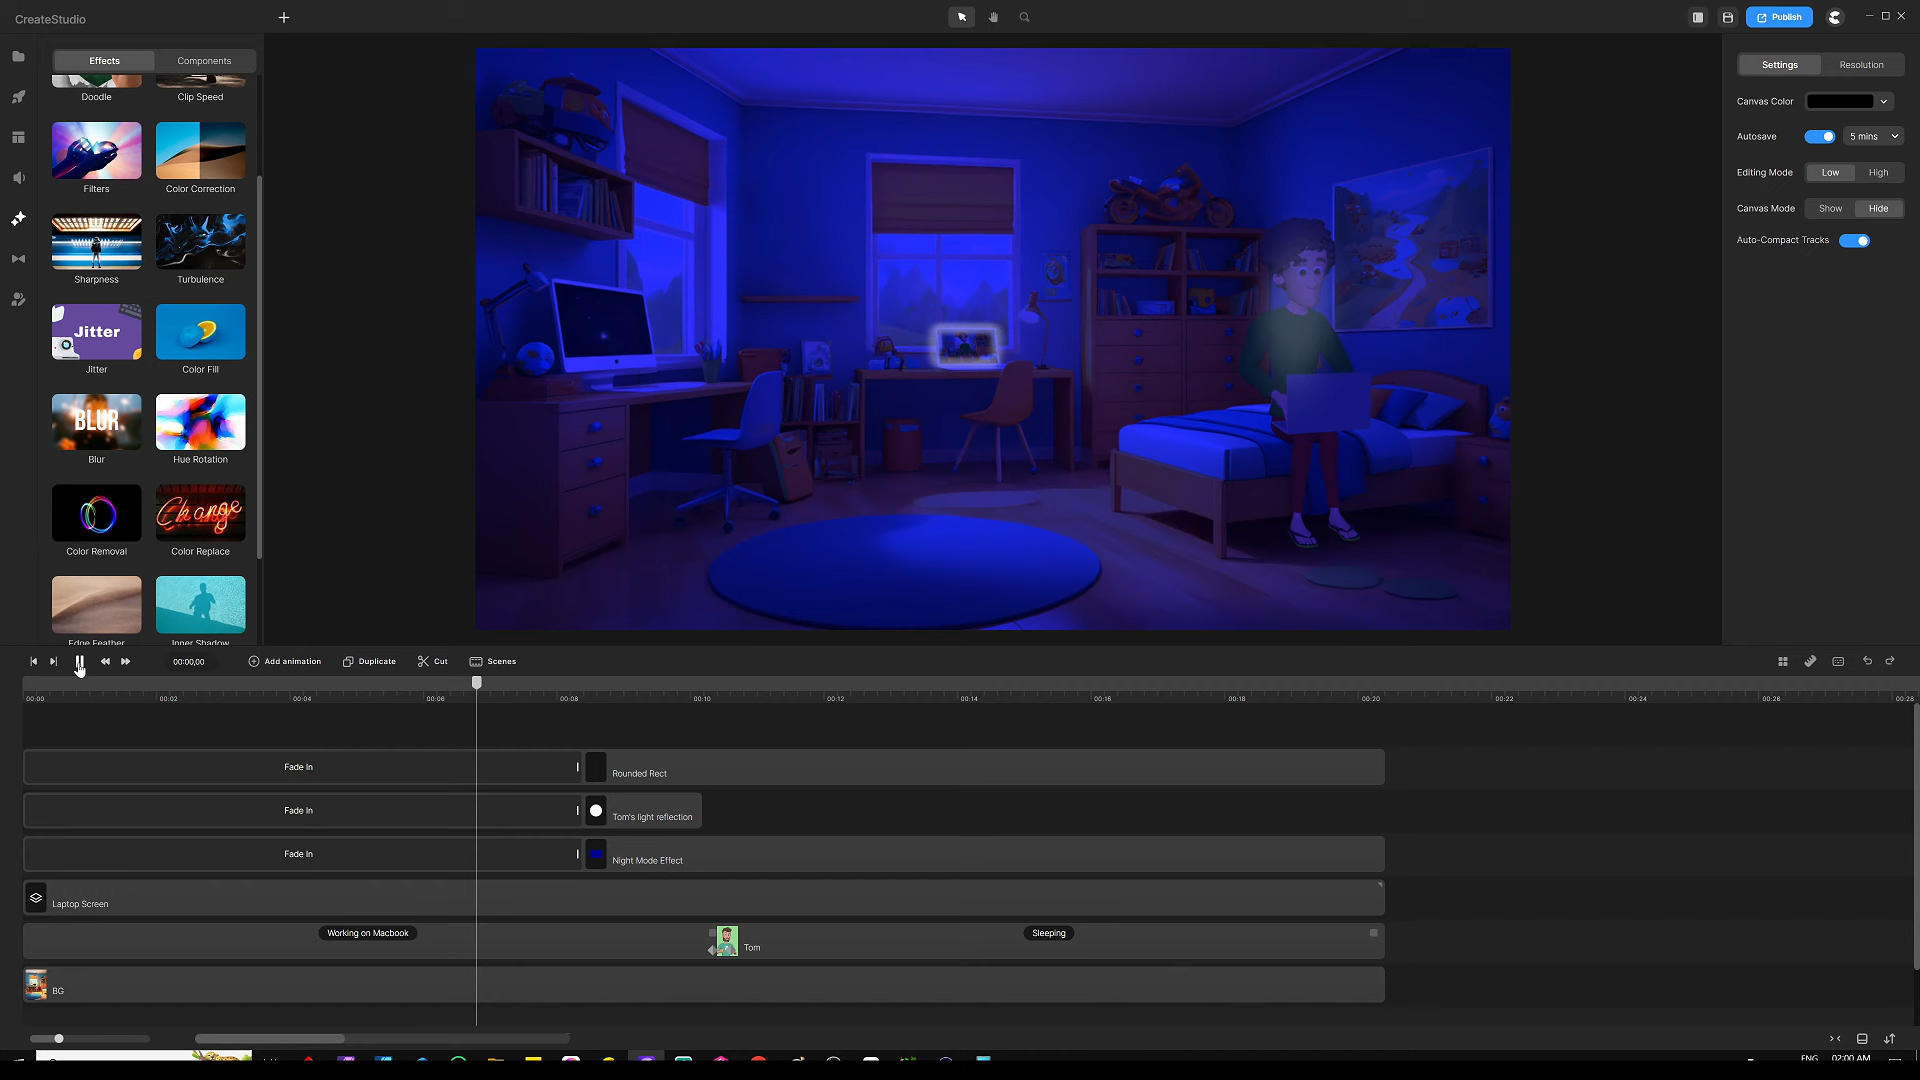 CreateStudio
Publish
Effects
Components
Settings
Resolution
Doodle
Clip Speed
Canvas Color
Autosave
5 mins
Filters
Color Correction
Editing Mode
Low
High
Canvas Mode
Show
Hide
Auto-Compact Tracks
Sharpness
Turbulence
Jitter
Jitter
Color Fill
BLUR
Blur
Hue Rotation
Change
Color Removal
Color Replace
Edge Feather
Inner Shadow
00:00,00
Add animation
Duplicate
Cut
Scenes
00:00
00:02
00:04
00:06
00:08
00:10
00:12
00:14
00:16
00:18
00:20
00:22
00:24
00:26
00:28
Fade In
Rounded Rect
Fade In
Tom's light reflection
Fade In
Night Mode Effect
Laptop Screen
Working on Macbook
Tom
Sleeping
BG
ENG
02:00 AM